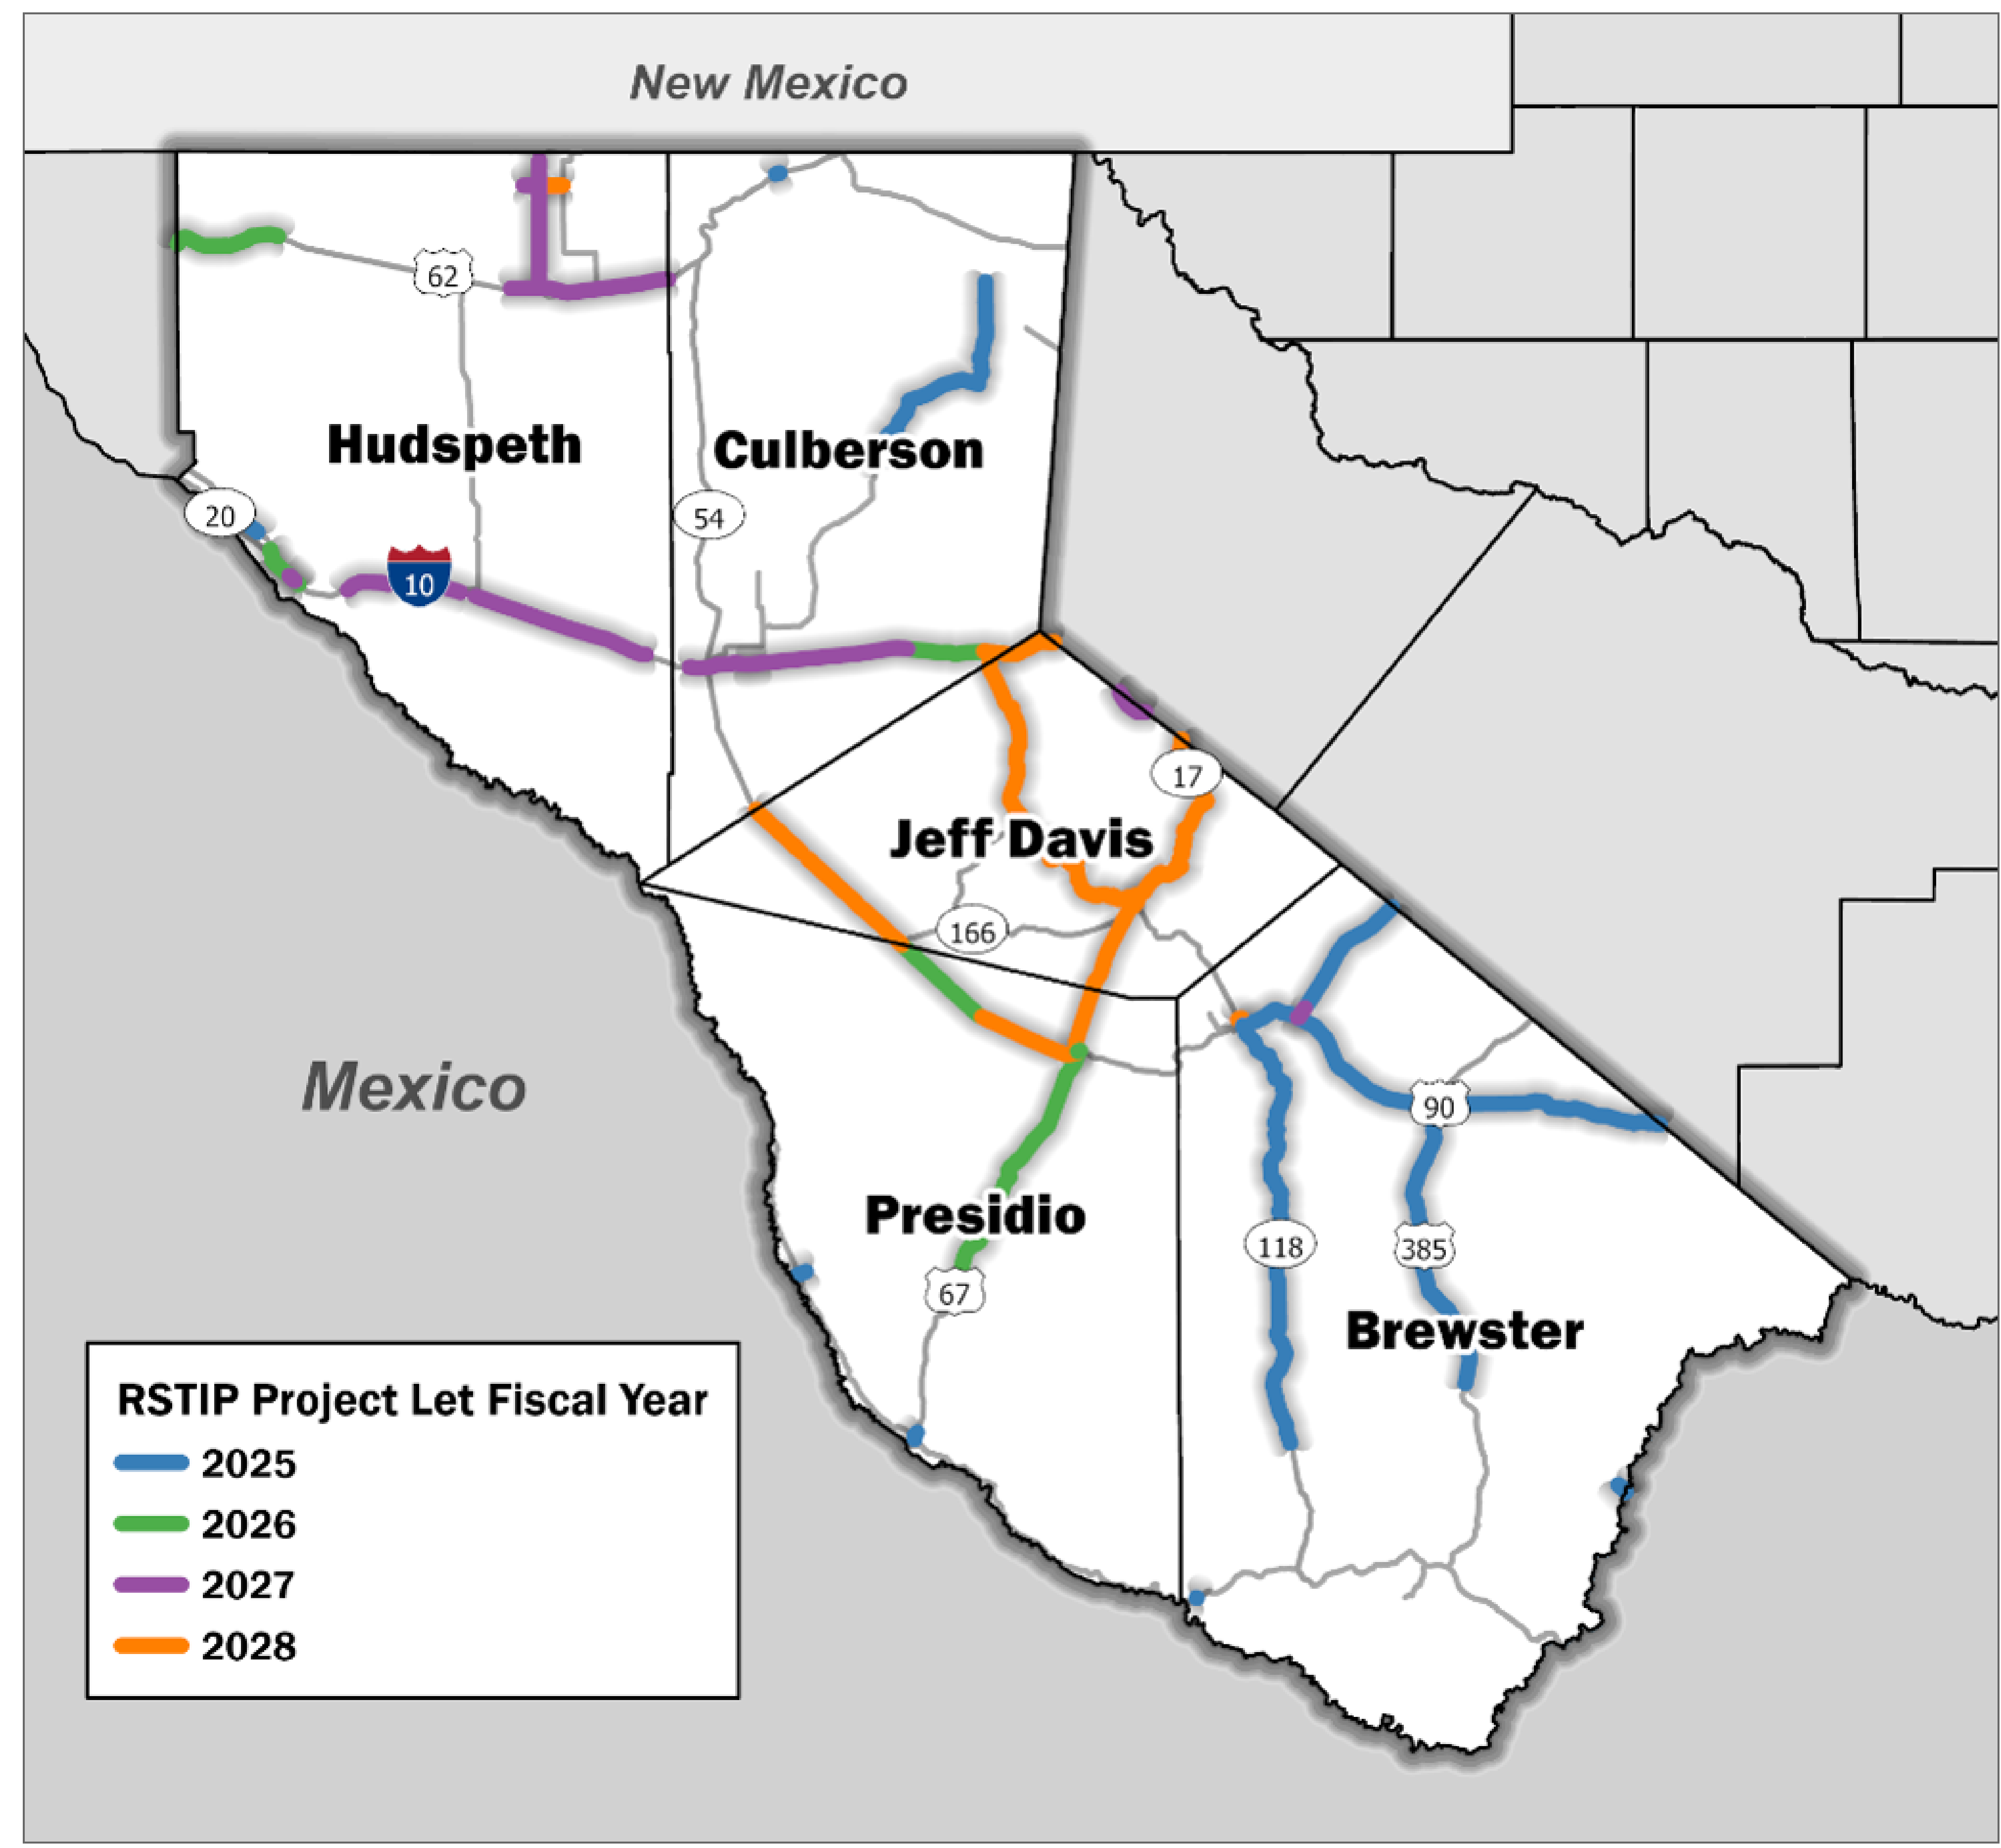 New Mexico
62
Hudspeth
Culberson
20
54
10
17
Jeff Davis
166
Mexico
90
Presidio
118
385
67
Brewster
RSTIP Project Let Fiscal Year
2025
2026
2027
2028